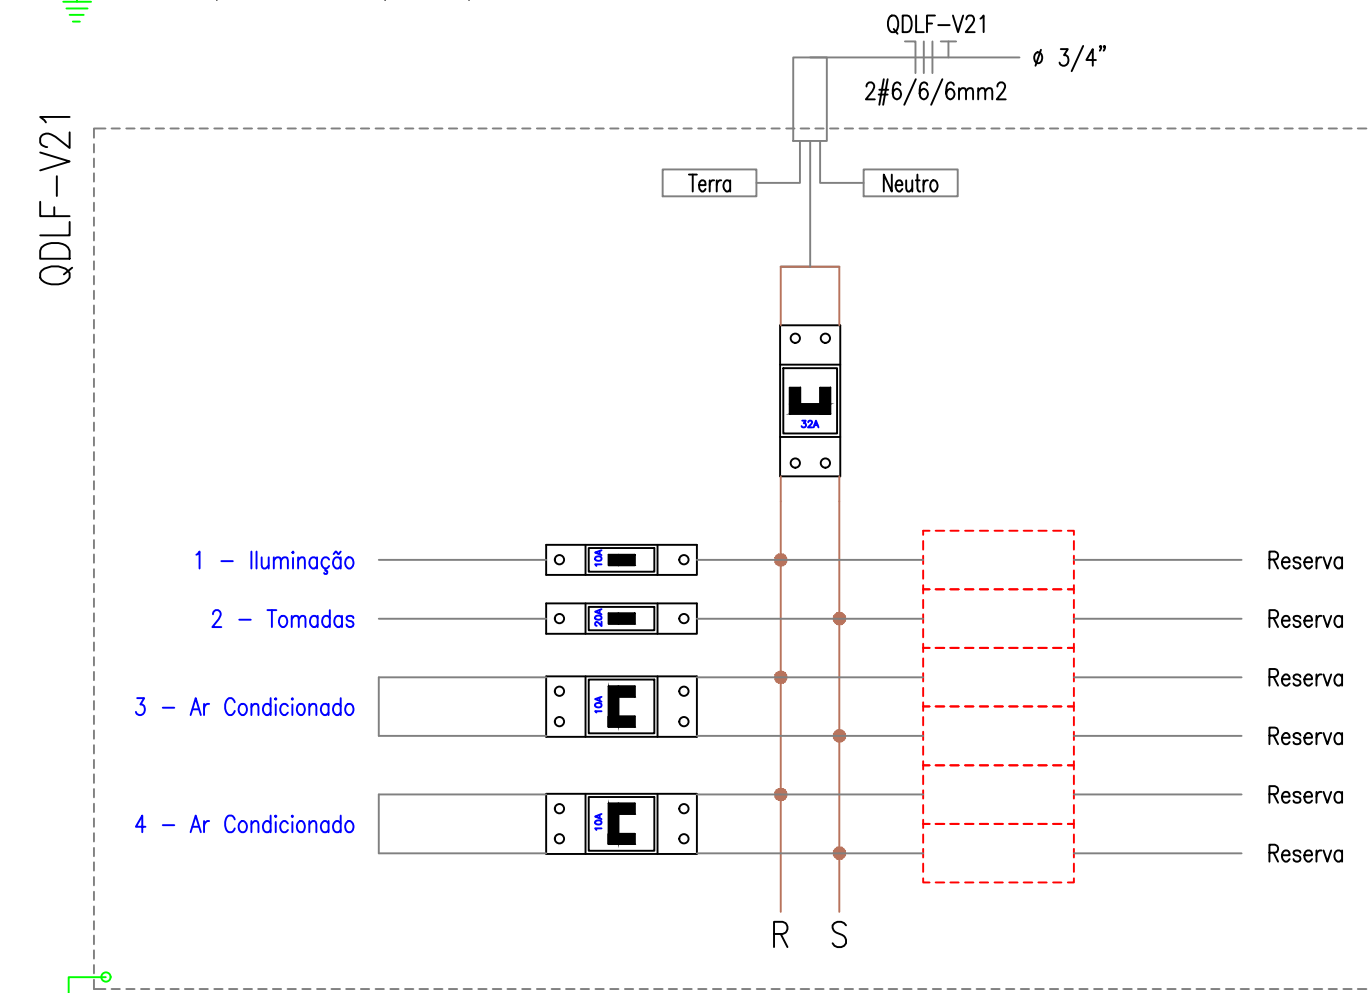 QDLF-V21
ø 3/4"
2#6/6/6mm2
QDLF-V21
Terra
Neutro
32A
1 - Iluminação
10A
Reserva
2 - Tomadas
20A
Reserva
Reserva
3 - Ar Condicionado
10A
Reserva
Reserva
4 - Ar Condicionado
10A
Reserva
R
S